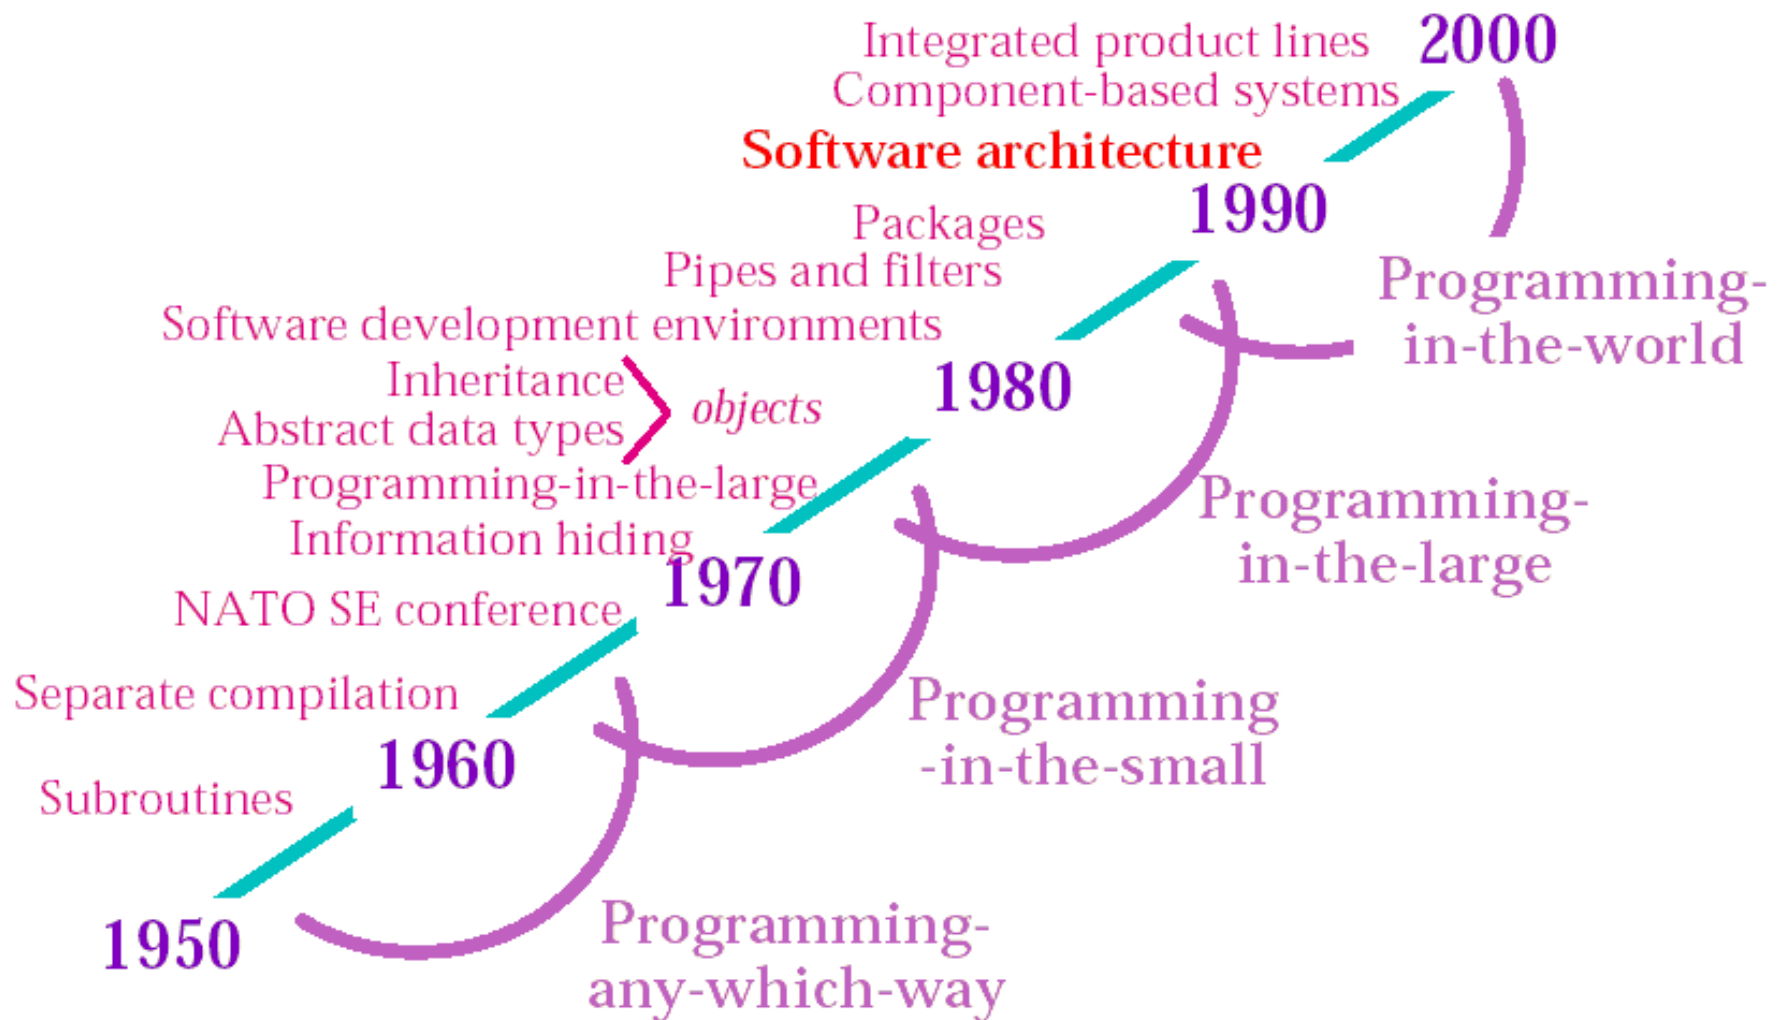 Integrated product lines
2000
Component-based systems
Software architecture
1990
Packages
Pipes and filters
Programming-
in-the-world
Software development environments
Inheritance
1980
objects
Abstract data types
Programming-in-the-large
Programming-
in-the-large
Information hiding
1970
NATO SE conference
Separate compilation
Programming
-in-the-small
1960
Subroutines
1950
Programming-
any-which-way